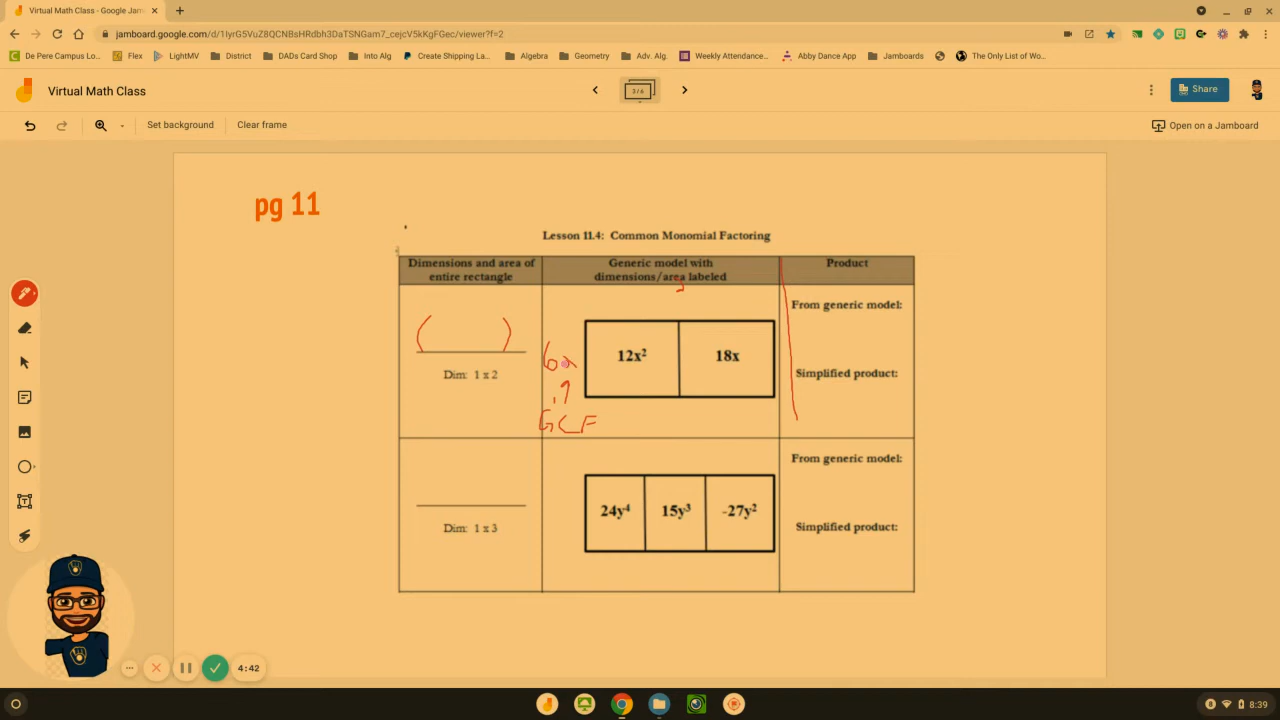 Virtual Math Class - Google Jam
jamboard.google.com/d/1IyrG5VuZ8QCNBsHRdbh3DaTSNGam7_cejcV5kKgFGec/viewer?f=2
De Pere Campus Lo... Flex LightMV District DADs Card Shop Into Alg Create Shipping La... Algebra Geometry Adv. Alg. Weekly Attendance... Abby Dance App Jamboards The Only List of Wo...
Virtual Math Class
3 / 6
Share
Set background Clear frame
Open on a Jamboard
pg 11
Lesson 11.4: Common Monomial Factoring
Dimensions and area of entire rectangle
Generic model with dimensions/area labeled
Product
( )
Dim: 1 x 2
6x
GCF
12x² 18x
From generic model:
Simplified product:
Dim: 1 x 3
24y⁴ 15y³ -27y²
From generic model:
Simplified product:
4:42
8:39